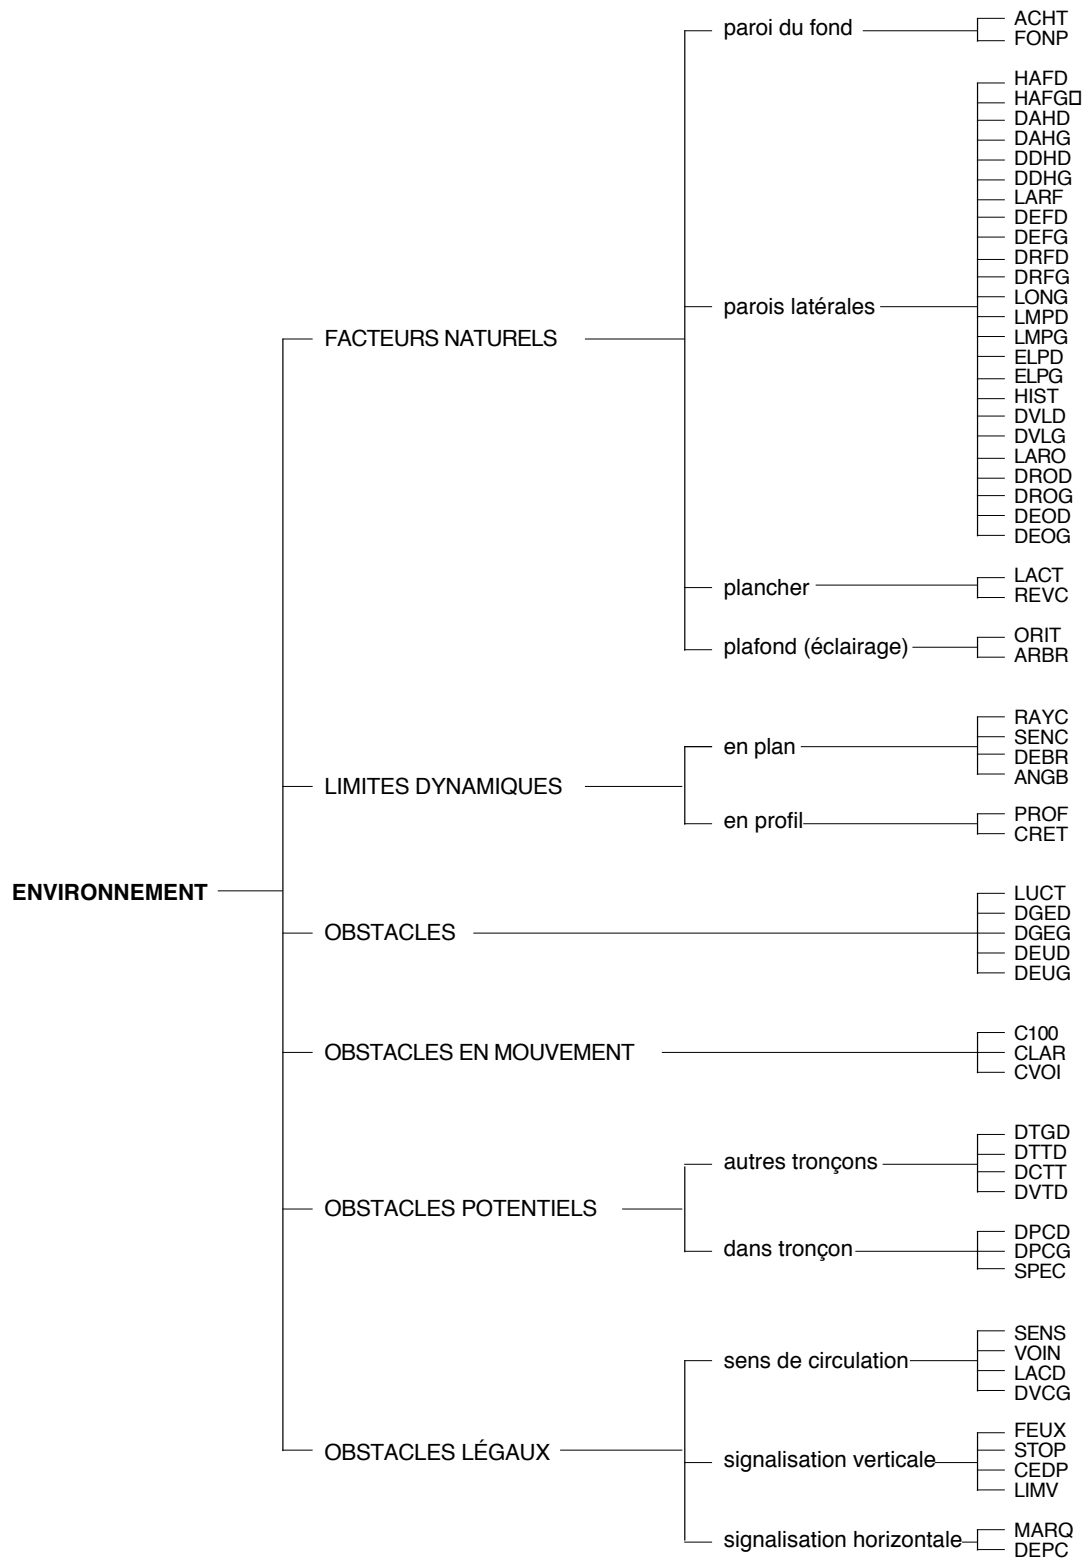 ENVIRONNEMENT
FACTEURS NATURELS
paroi du fond
ACHT
FONP
parois latérales
HAFD
HAFG□
DAHD
DAHG
DDHD
DDHG
LARF
DEFD
DEFG
DRFD
DRFG
LONG
LMPD
LMPG
ELPD
ELPG
HIST
DVLD
DVLG
LARO
DROD
DROG
DEOD
DEOG
plancher
LACT
REVC
plafond (éclairage)
ORIT
ARBR
LIMITES DYNAMIQUES
en plan
RAYC
SENC
DEBR
ANGB
en profil
PROF
CRET
OBSTACLES
LUCT
DGED
DGEG
DEUD
DEUG
OBSTACLES EN MOUVEMENT
C100
CLAR
CVOI
OBSTACLES POTENTIELS
autres tronçons
DTGD
DTTD
DCTT
DVTD
dans tronçon
DPCD
DPCG
SPEC
OBSTACLES LÉGAUX
sens de circulation
SENS
VOIN
LACD
DVCG
signalisation verticale
FEUX
STOP
CEDP
LIMV
signalisation horizontale
MARQ
DEPC